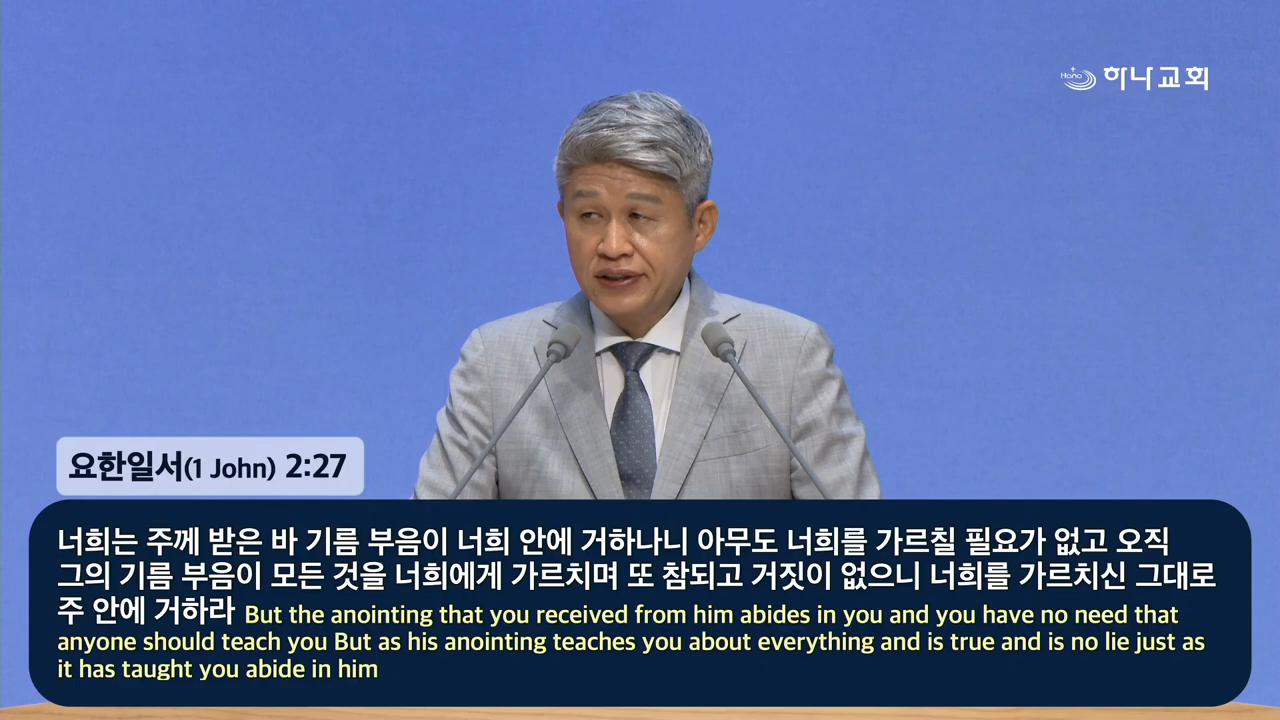 Hana 하나교회
요한일서(1 John) 2:27
너희는 주께 받은 바 기름 부음이 너희 안에 거하나니 아무도 너희를 가르칠 필요가 없고 오직
그의 기름 부음이 모든 것을 너희에게 가르치며 또 참되고 거짓이 없으니 너희를 가르치신 그대로
주 안에 거하라 But the anointing that you received from him abides in you and you have no need that
anyone should teach you But as his anointing teaches you about everything and is true and is no lie just as
it has taught you abide in him